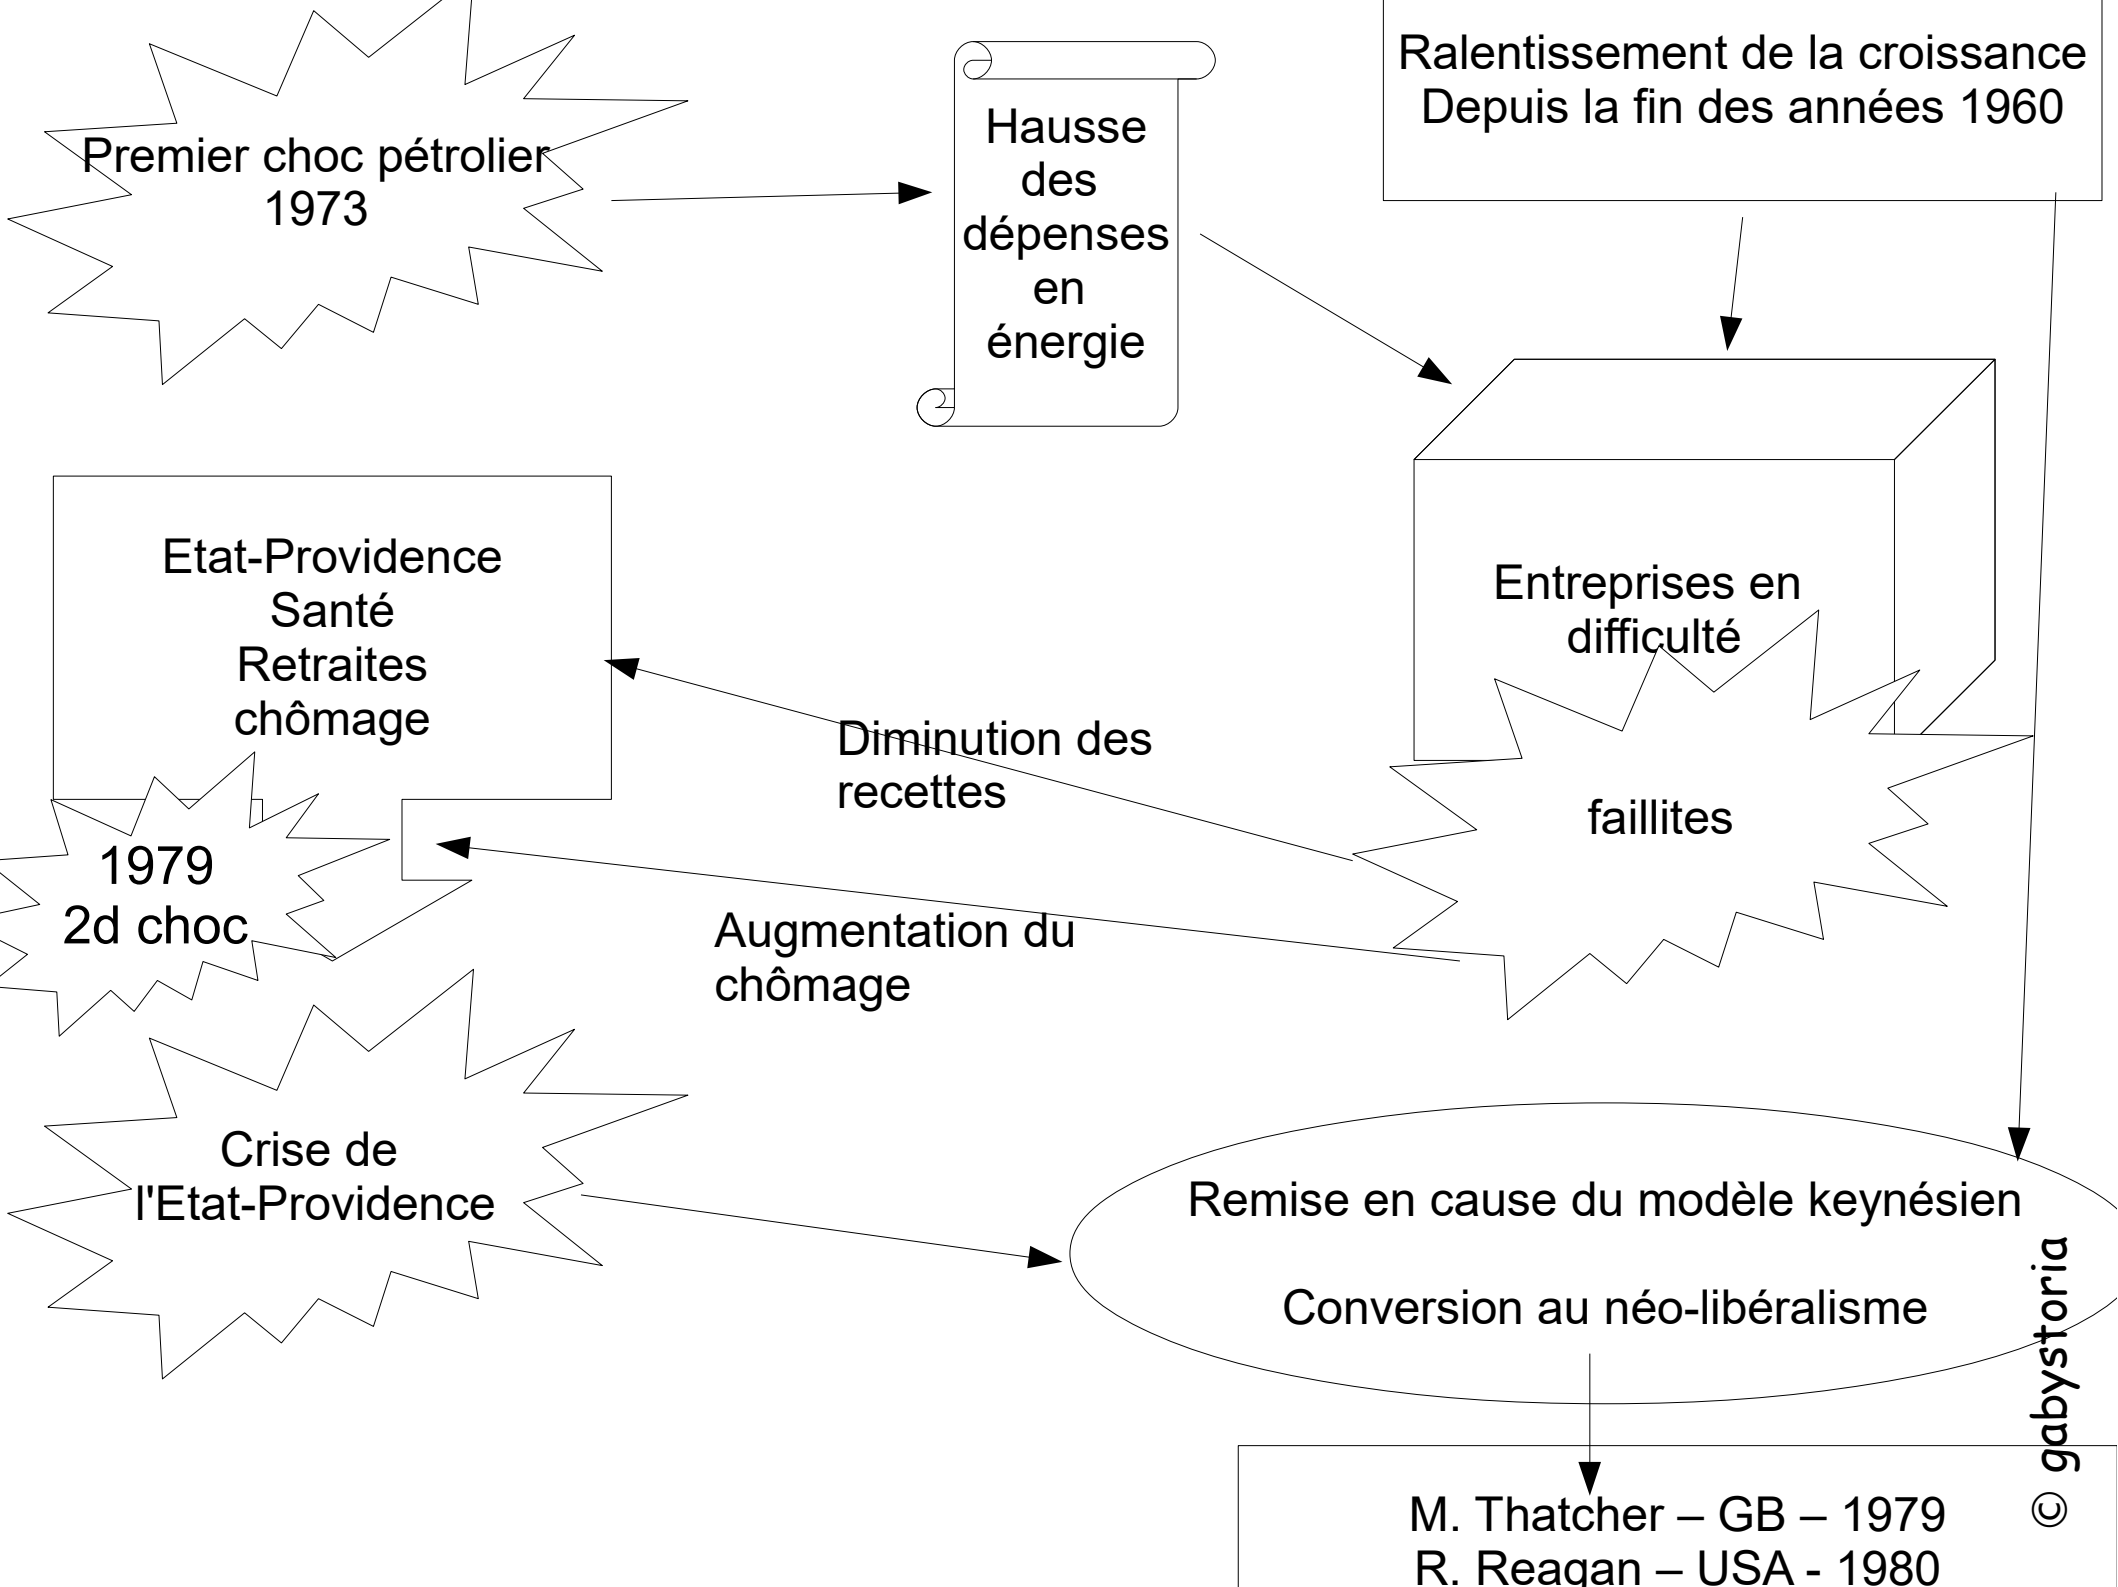 Premier choc pétrolier
1973
Hausse
des
dépenses
en
énergie
Ralentissement de la croissance
Depuis la fin des années 1960
Entreprises en
difficulté
faillites
Etat-Providence
Santé
Retraites
chômage
Diminution des
recettes
Augmentation du
chômage
1979
2d choc
Crise de
l'Etat-Providence
Remise en cause du modèle keynésien
Conversion au néo-libéralisme
M. Thatcher – GB – 1979
R. Reagan – USA - 1980
© gabystoria